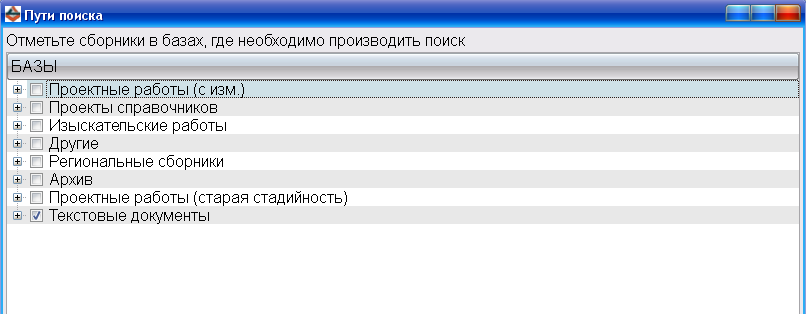 Пути поиска
Отметьте сборники в базах, где необходимо производить поиск
БАЗЫ
Проектные работы (с изм.)
Проекты справочников
Изыскательские работы
Другие
Региональные сборники
Архив
Проектные работы (старая стадийность)
Текстовые документы